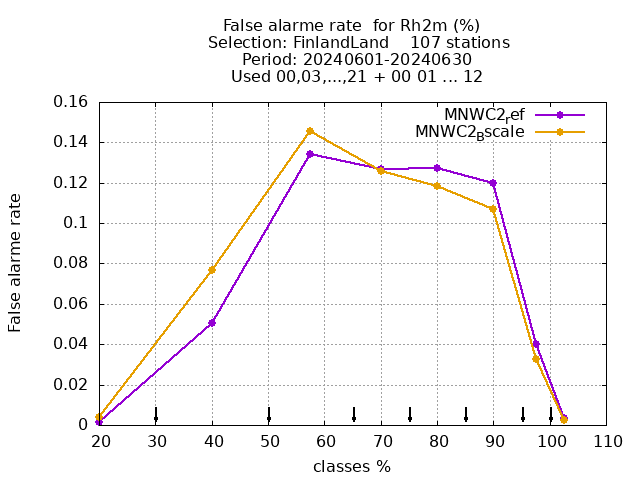 False alarme rate  for Rh2m (%)
Selection: FinlandLand    107 stations
Period: 20240601-20240630
Used 00,03,...,21 + 00 01 ... 12
MNWC2ref
MNWC2Bscale
False alarme rate
0.16
0.14
0.12
0.1
0.08
0.06
0.04
0.02
0
20 30 40 50 60 70 80 90 100 110
classes %